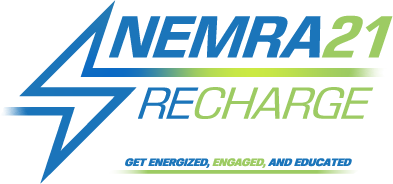 NEMRA21
RECHARGE
GET ENERGIZED, ENGAGED, AND EDUCATED